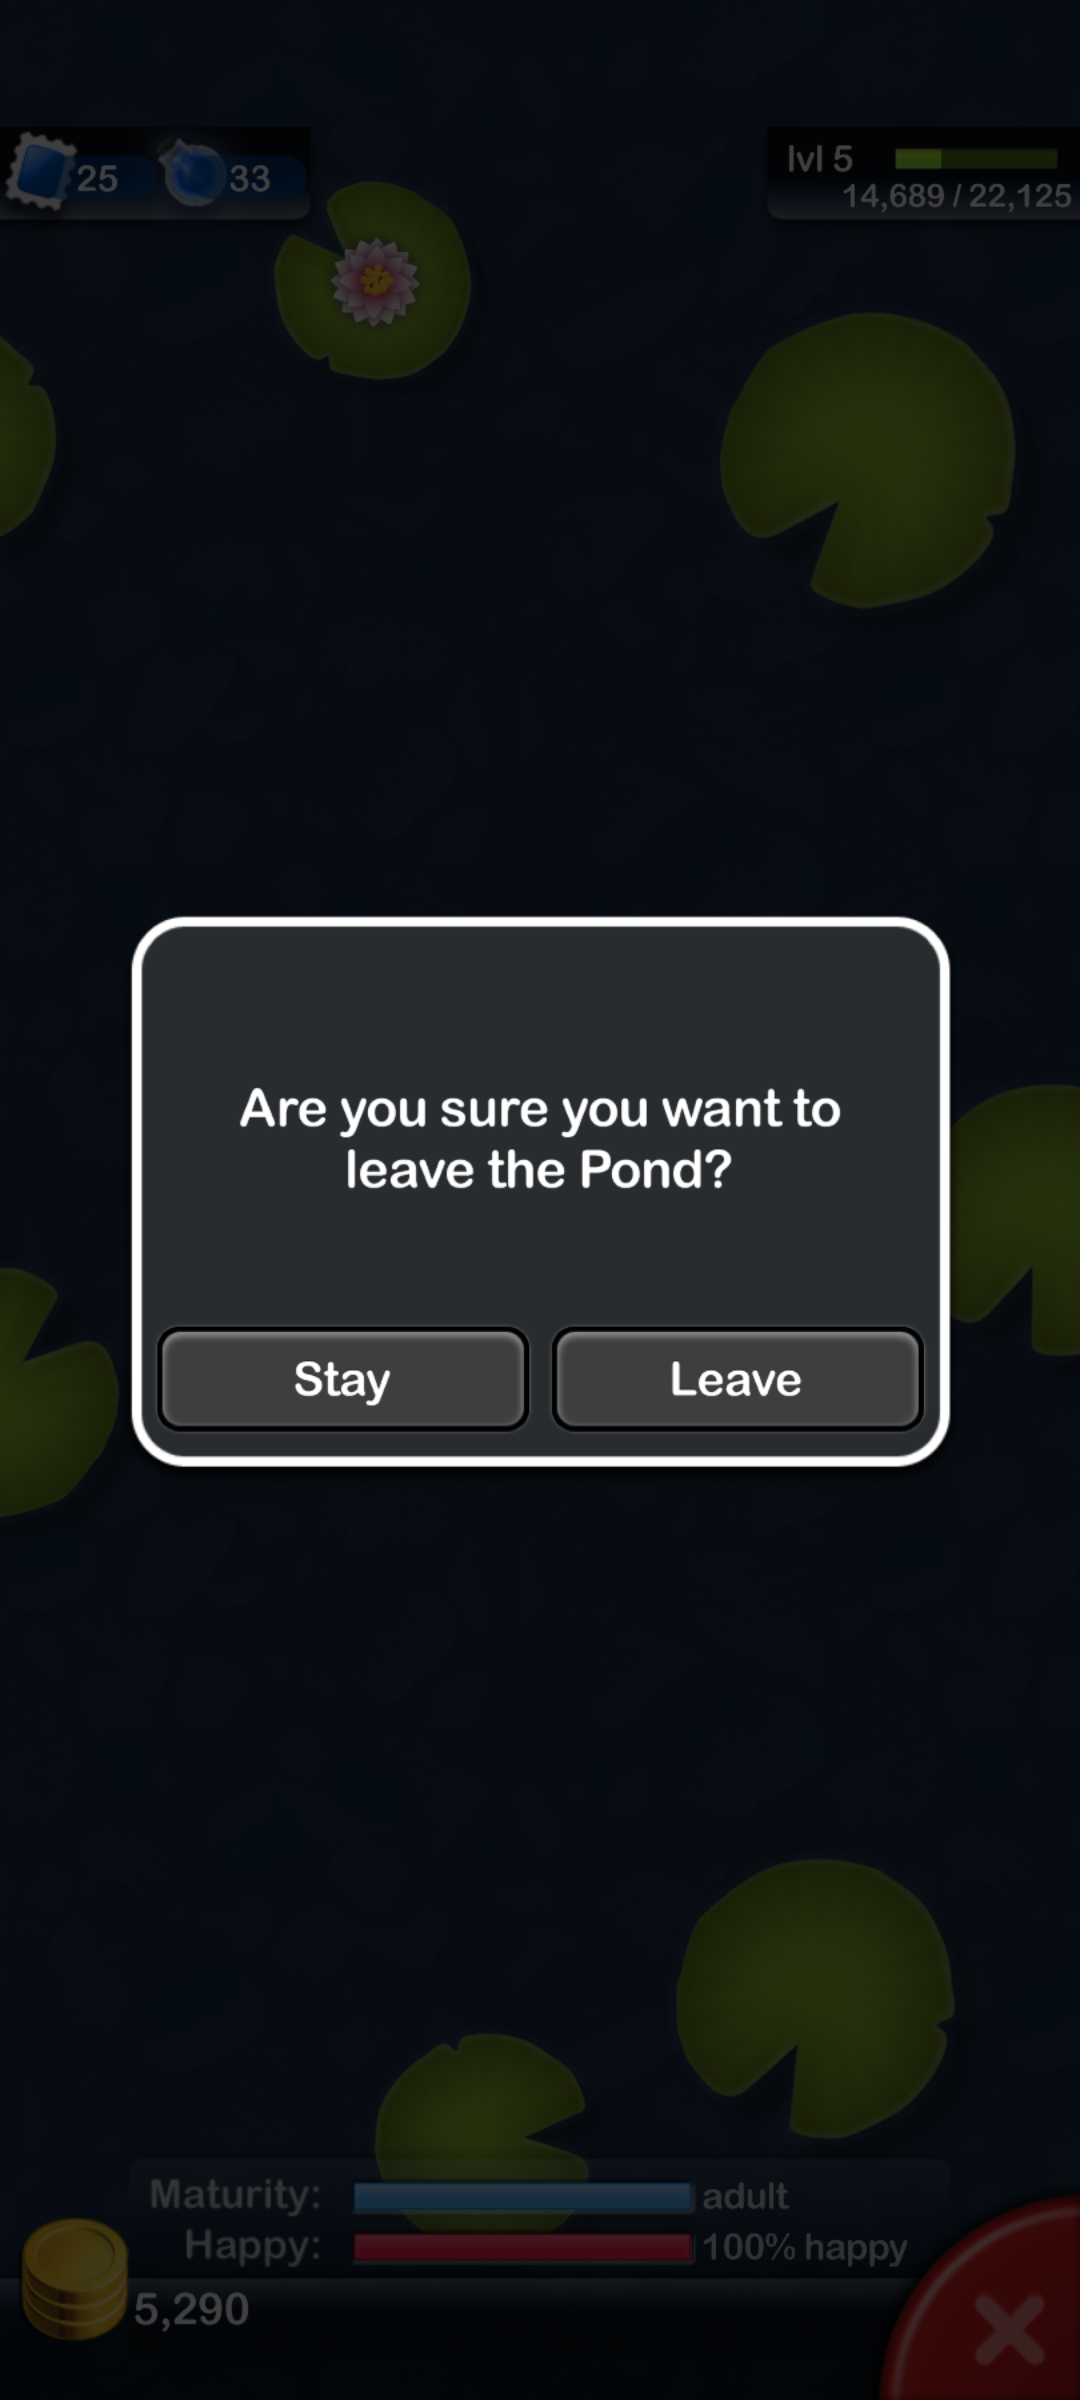 25
33
lvl 5
14,689 / 22,125
Are you sure you want to
leave the Pond?
Stay
Leave
Maturity:
adult
Happy:
100% happy
5,290